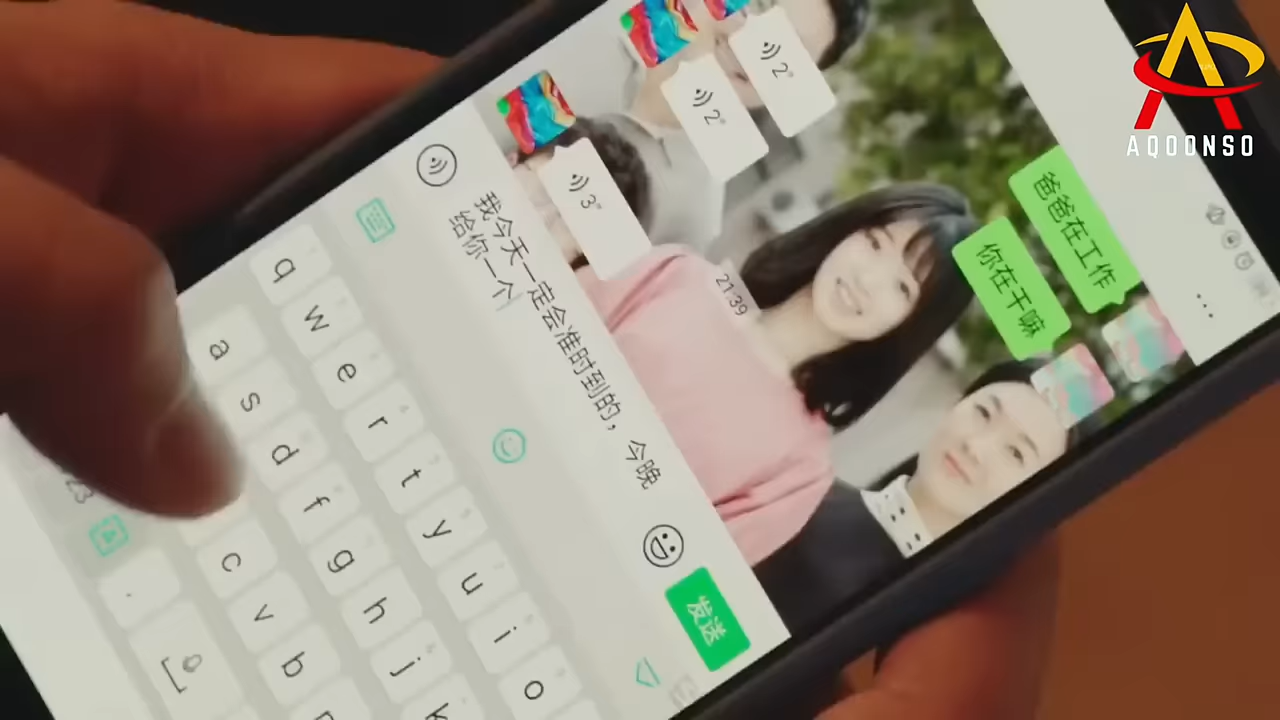 AQOONSO
爸爸在工作
你在干嘛
2"
2"
3"
21:39
我今天一定会准时到的，今晚
给你一个
发送
q w e r t y u i o
a s d f g h j k
c v b